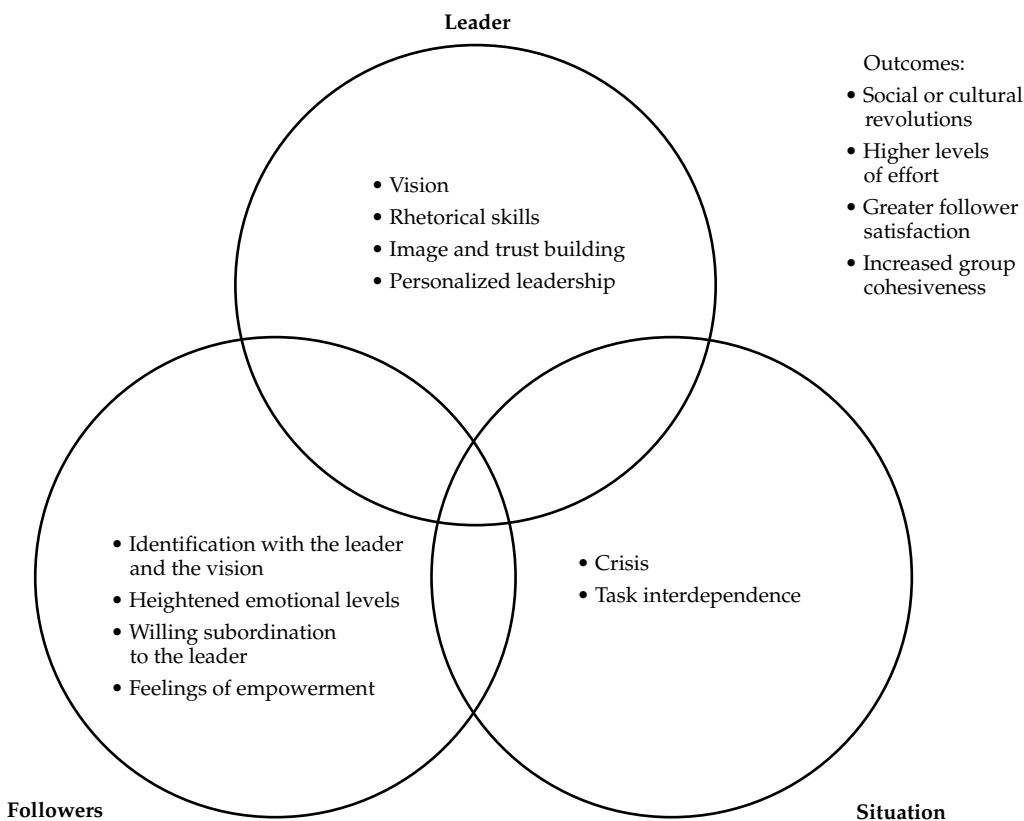 Leader
Outcomes:
• Social or cultural
revolutions
• Higher levels
of effort
• Greater follower
satisfaction
• Increased group
cohesiveness
• Vision
• Rhetorical skills
• Image and trust building
• Personalized leadership
• Identification with the leader
and the vision
• Heightened emotional levels
• Willing subordination
to the leader
• Feelings of empowerment
• Crisis
• Task interdependence
Followers
Situation